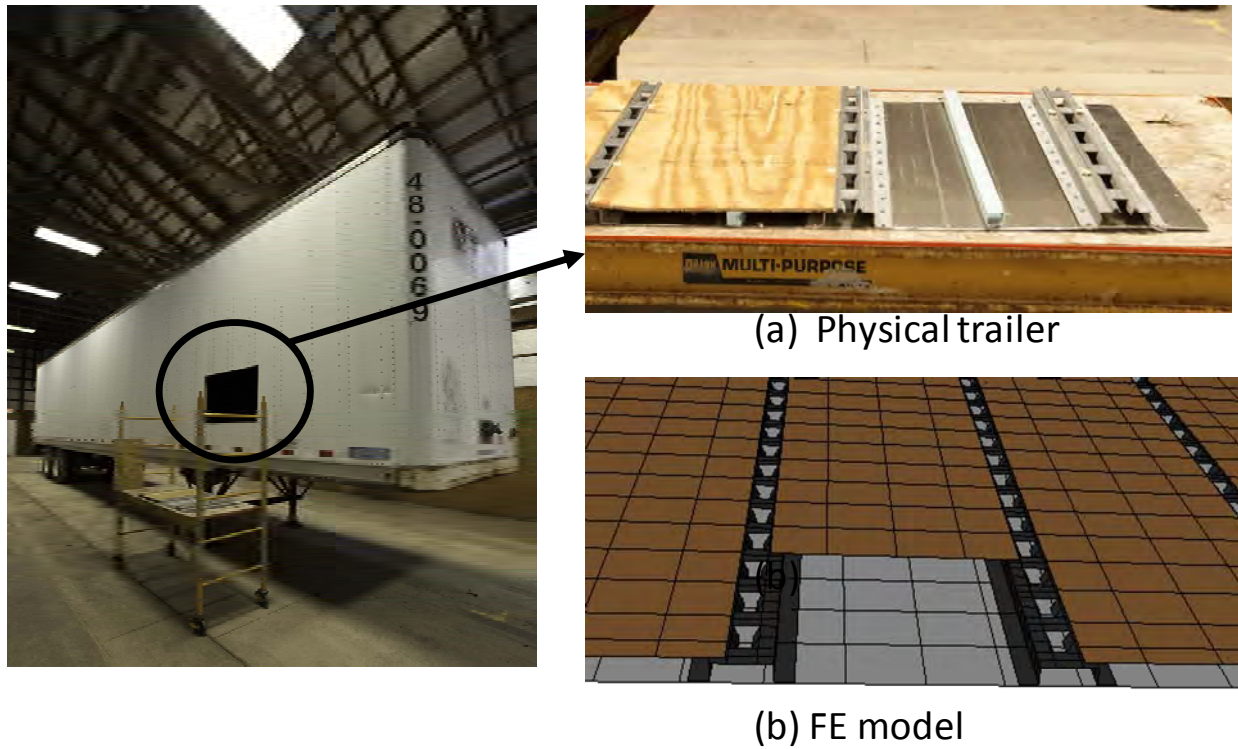 48-0069
MULTI-PURPOSE
(a) Physical trailer
(b)
(b) FE model